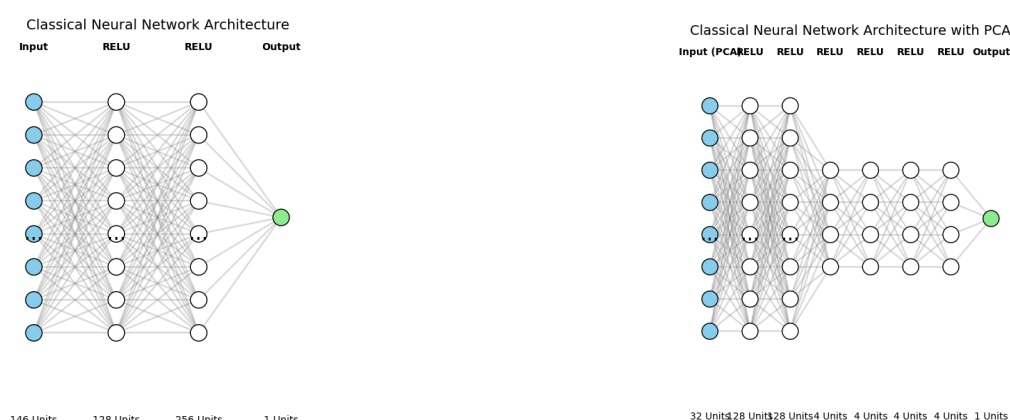 Classical Neural Network Architecture
Input RELU RELU Output
... ... ...
146 Units 128 Units 256 Units 1 Units
Classical Neural Network Architecture with PCA
Input (PCA) RELU RELU RELU RELU RELU RELU Output
... ... ...
32 Units 128 Units 128 Units 4 Units 4 Units 4 Units 4 Units 1 Units